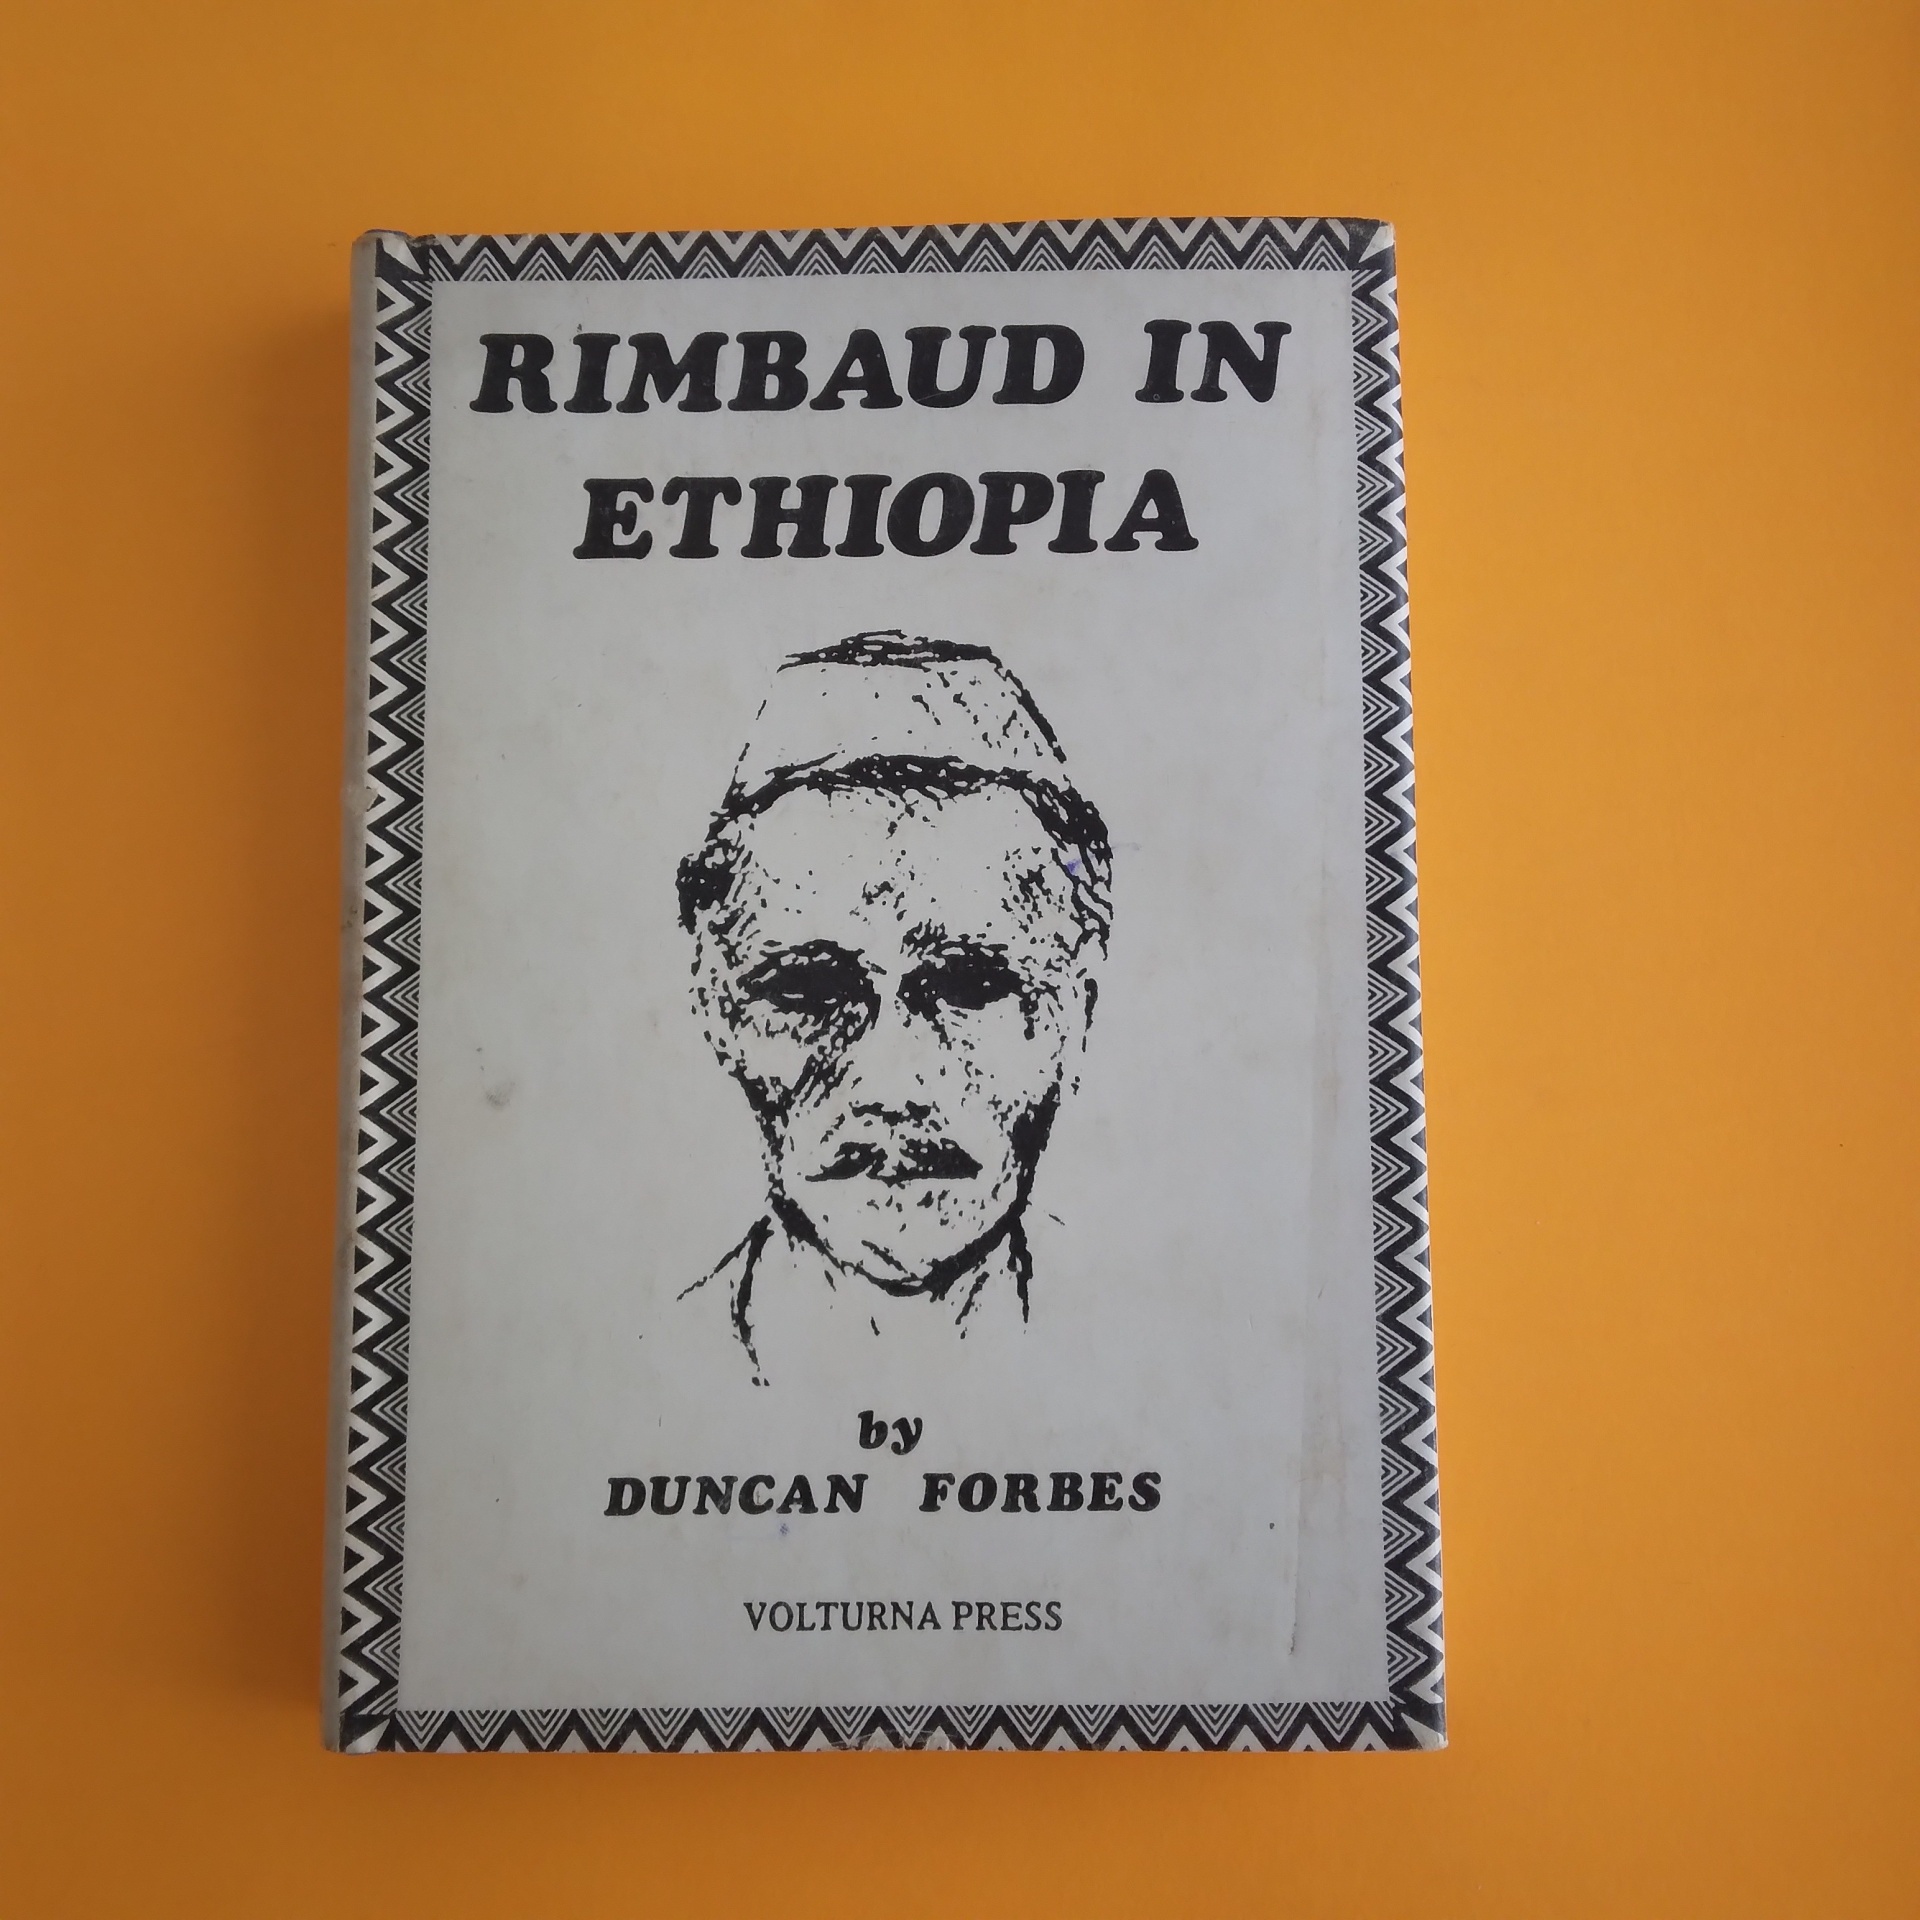 RIMBAUD IN
ETHIOPIA
by
DUNCAN FORBES
VOLTURNA PRESS